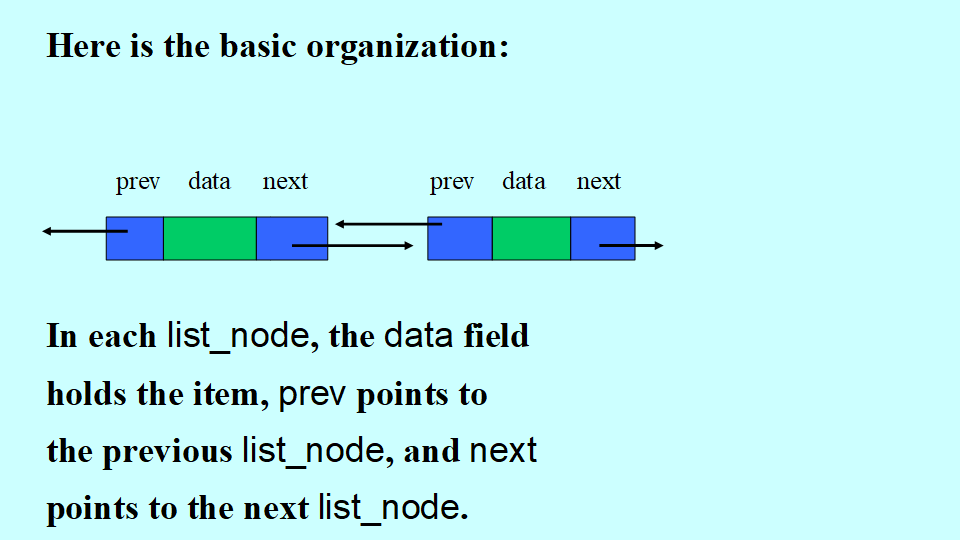 Here is the basic organization:
prev data next prev data next
In each list_node, the data field
holds the item, prev points to
the previous list_node, and next
points to the next list_node.